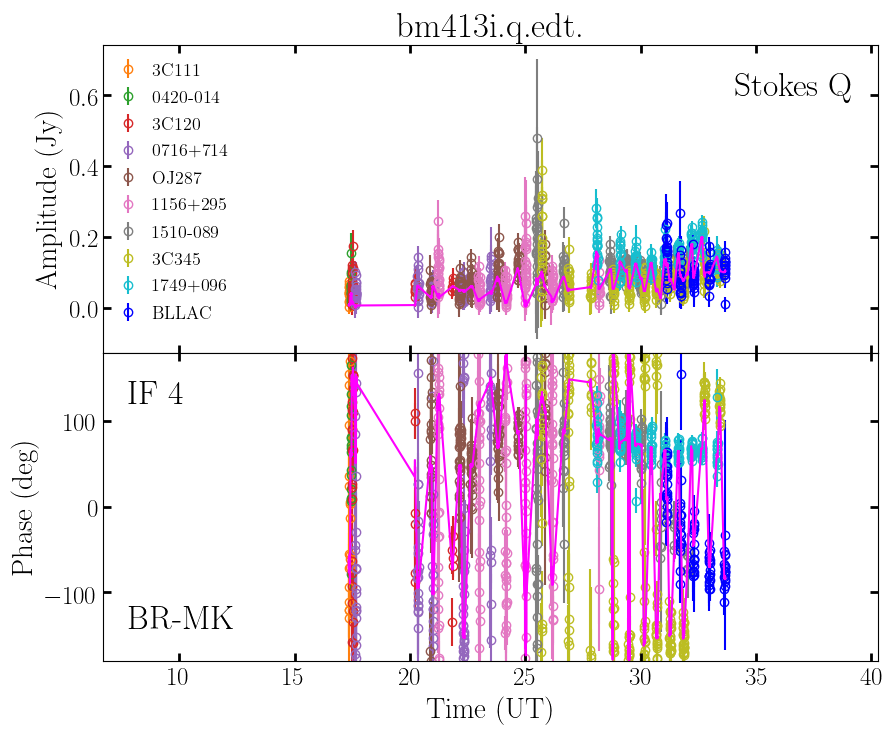 bm413i.q.edt.
Stokes Q
3C111
0420-014
3C120
0716+714
OJ287
1156+295
1510-089
3C345
1749+096
BLLAC
Amplitude (Jy)
0.6
0.4
0.2
0.0
IF 4
BR-MK
Phase (deg)
100
0
−100
10 15 20 25 30 35 40
Time (UT)